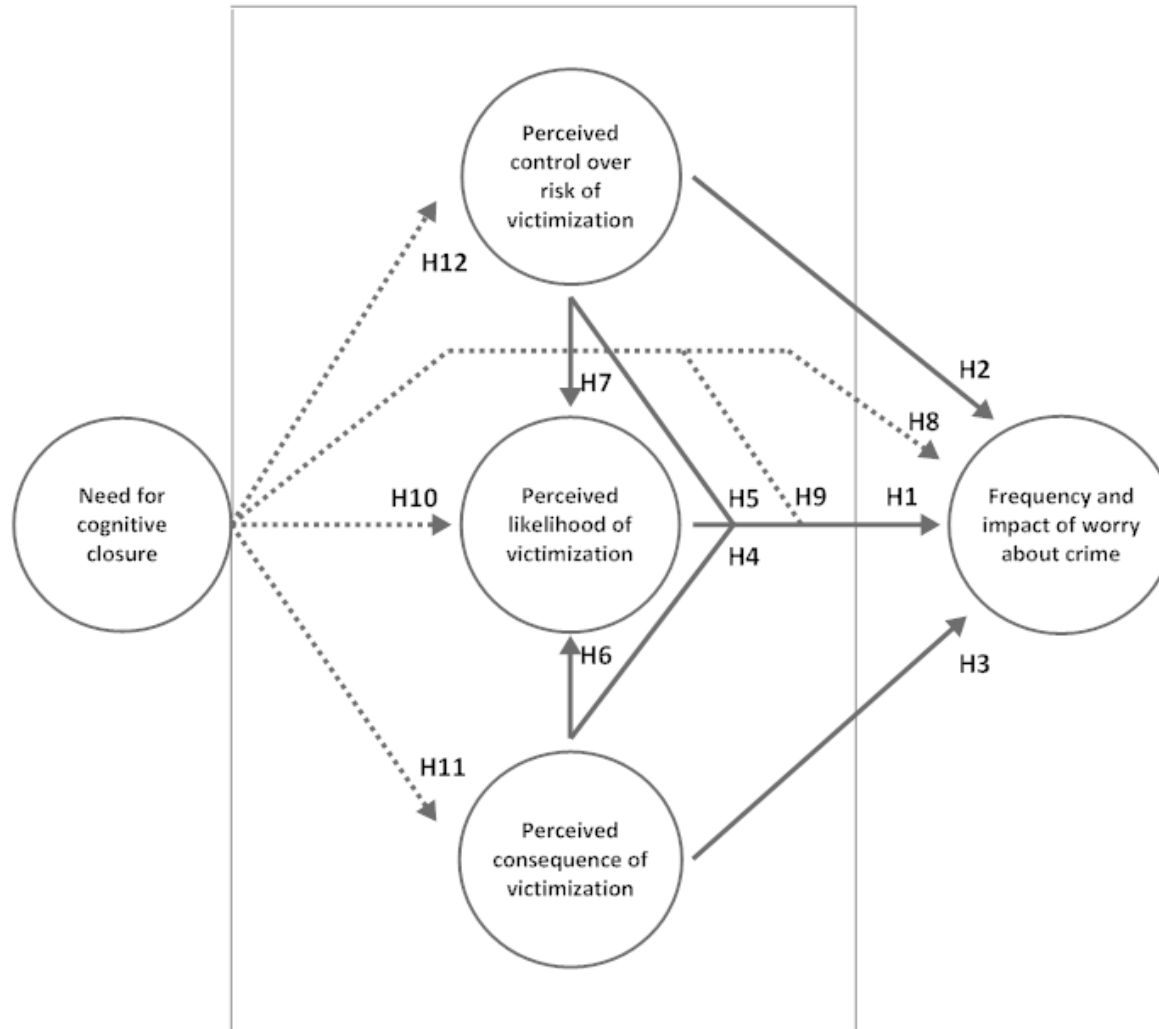 Perceived
control over
risk of
victimization
H12
H7
H2
H8
Need for
cognitive
closure
H10
Perceived
likelihood of
victimization
H5
H9
H1
H4
Frequency and
impact of worry
about crime
H6
H3
H11
Perceived
consequence of
victimization